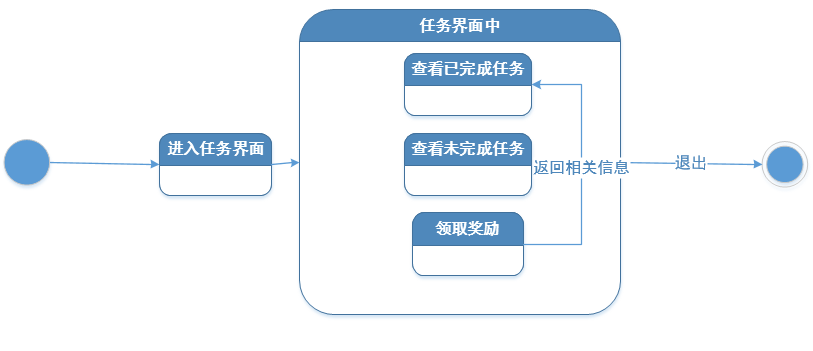 任务界面中
查看已完成任务
进入任务界面
查看未完成任务
返回相关信息
退出
领取奖励